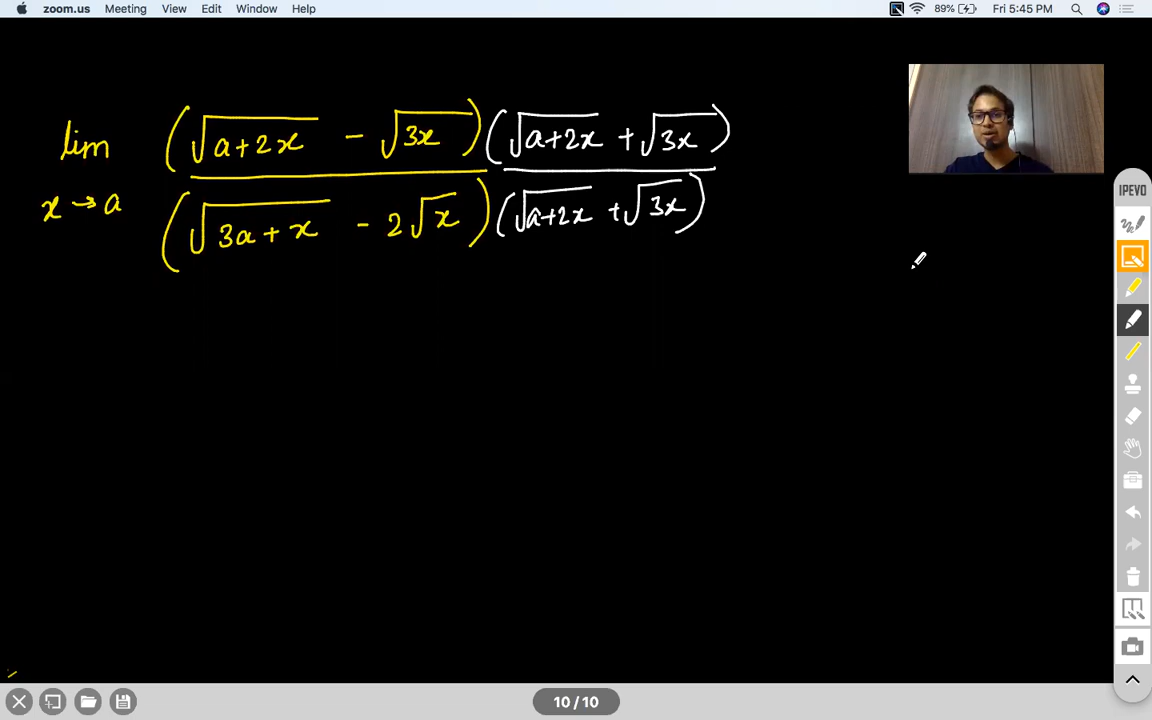 zoom.us Meeting View Edit Window Help 89% Fri 5:45 PM
lim (√a+2x - √3x) (√a+2x + √3x)
x→a (√3a+x - 2√x) (√a+2x + √3x)
IPEVO
10/10